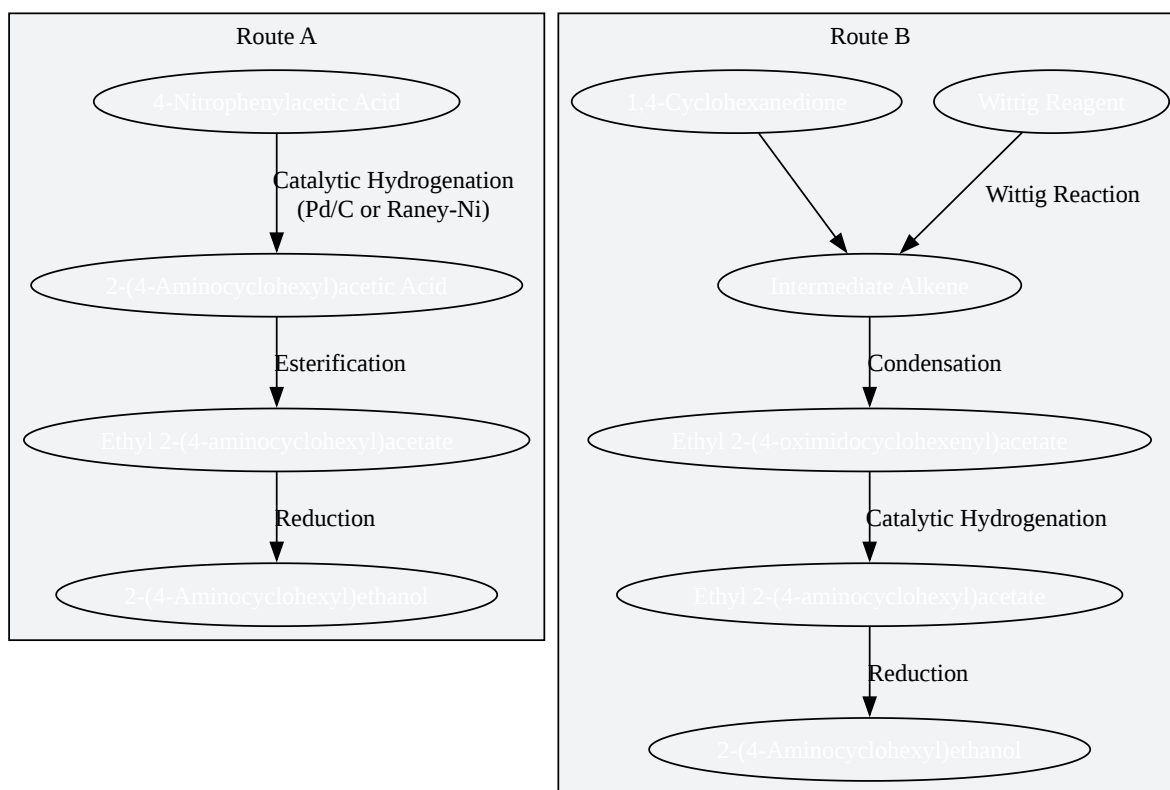 Route A
4-Nitrophenylacetic Acid
Catalytic Hydrogenation
(Pd/C or Raney-Ni)
2-(4-Aminocyclohexyl)acetic Acid
Esterification
Ethyl 2-(4-aminocyclohexyl)acetate
Reduction
2-(4-Aminocyclohexyl)ethanol
Route B
1,4-Cyclohexanedione
Wittig Reagent
Wittig Reaction
Intermediate Alkene
Condensation
Ethyl 2-(4-oximidocyclohexenyl)acetate
Catalytic Hydrogenation
Ethyl 2-(4-aminocyclohexyl)acetate
Reduction
2-(4-Aminocyclohexyl)ethanol